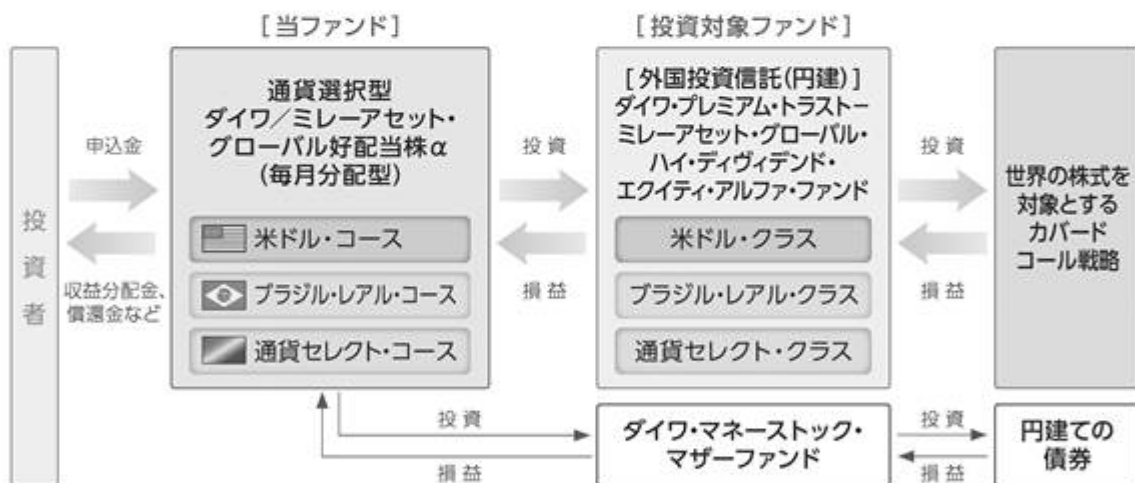 [当ファンド]
[投資対象ファンド]
投資者
申込金
収益分配金、
償還金など
通貨選択型
ダイワ／ミレーアセット・
グローバル好配当株α
(毎月分配型)
米ドル・コース
ブラジル・レアル・コース
通貨セレクト・コース
投資
損益
[外国投資信託(円建)]
ダイワ・プレミアム・トラストー
ミレーアセット・グローバル・
ハイ・ディヴィデンド・
エクイティ・アルファ・ファンド
米ドル・クラス
ブラジル・レアル・クラス
通貨セレクト・クラス
投資
損益
世界の株式を
対象とする
カバード
コール戦略
投資
損益
ダイワ・マネーストック・
マザーファンド
投資
損益
円建ての
債券